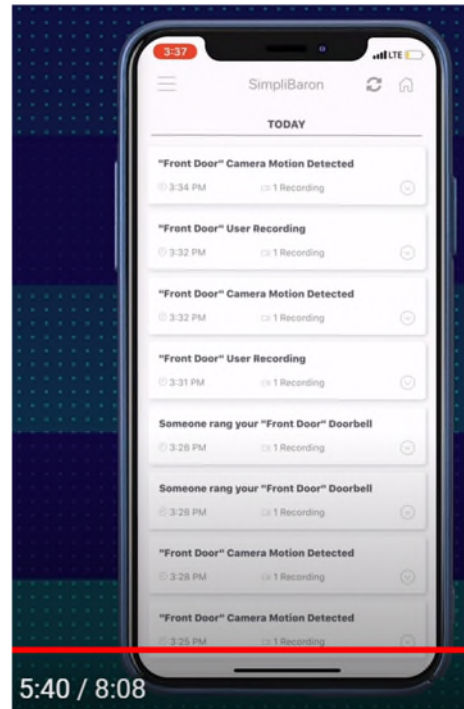 3:37 LTE
SimpliBaron
TODAY
"Front Door" Camera Motion Detected
3:34 PM 1 Recording
"Front Door" User Recording
3:32 PM 1 Recording
"Front Door" Camera Motion Detected
3:32 PM 1 Recording
"Front Door" User Recording
3:31 PM 1 Recording
Someone rang your "Front Door" Doorbell
3:28 PM 1 Recording
Someone rang your "Front Door" Doorbell
3:28 PM 1 Recording
"Front Door" Camera Motion Detected
3:28 PM 1 Recording
"Front Door" Camera Motion Detected
3:25 PM 1 Recording
5:40 / 8:08